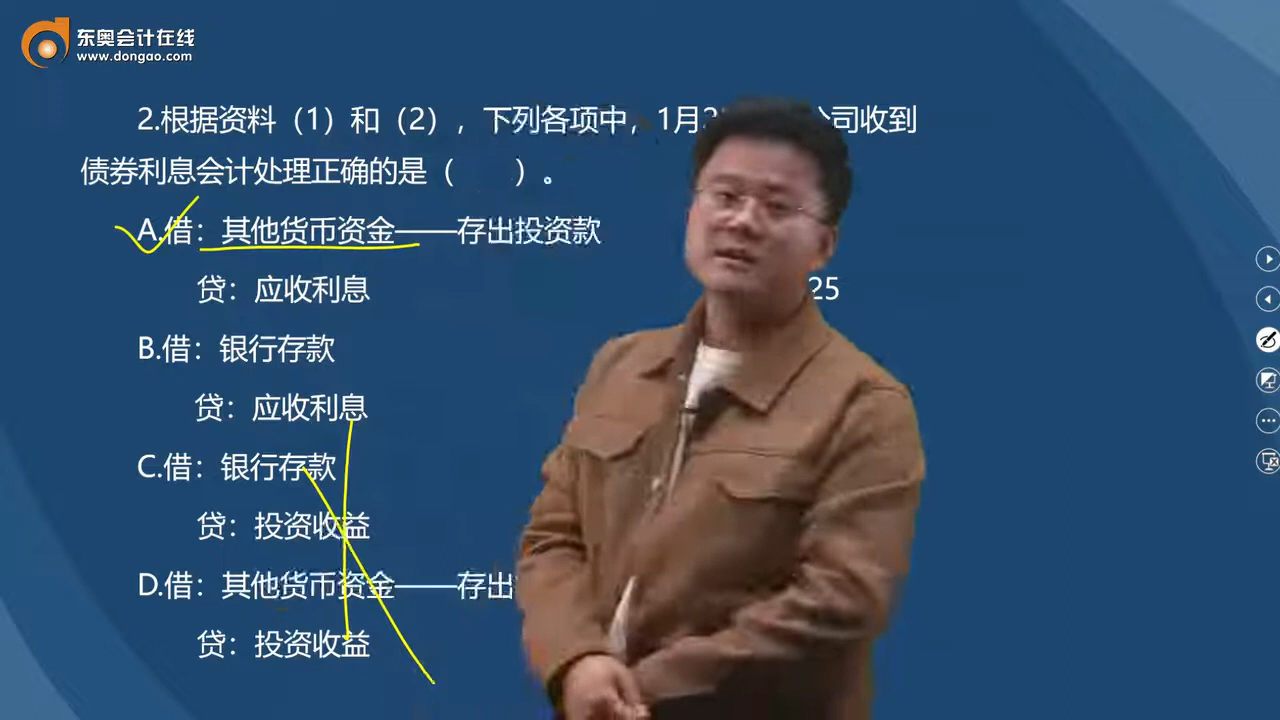 东奥会计在线
www.dongao.com
2.根据资料（1）和（2），下列各项中，1月2 公司收到
债券利息会计处理正确的是（　　）。
A.借：其他货币资金——存出投资款
贷：应收利息 25
B.借：银行存款
贷：应收利息
C.借：银行存款
贷：投资收益
D.借：其他货币资金——存出
贷：投资收益